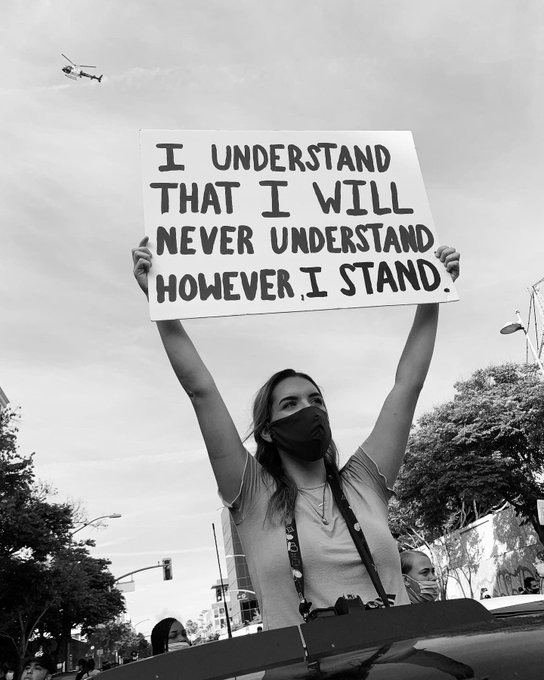 I UNDERSTAND
THAT I WILL
NEVER UNDERSTAND
HOWEVER, I STAND.